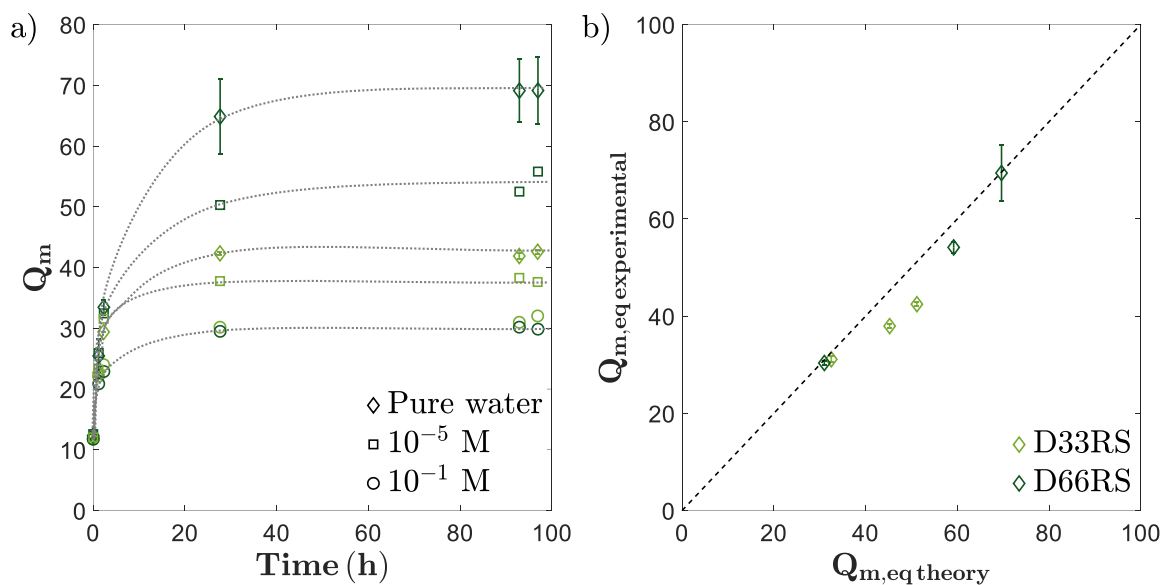 a)
80
70
60
50
40
30
20
10
0
Q_m
0 20 40 60 80 100
Time (h)
Pure water
10^{-5} M
10^{-1} M
b)
100
80
60
40
20
0
Q_{m,eq experimental}
0 20 40 60 80 100
Q_{m,eq theory}
D33RS
D66RS